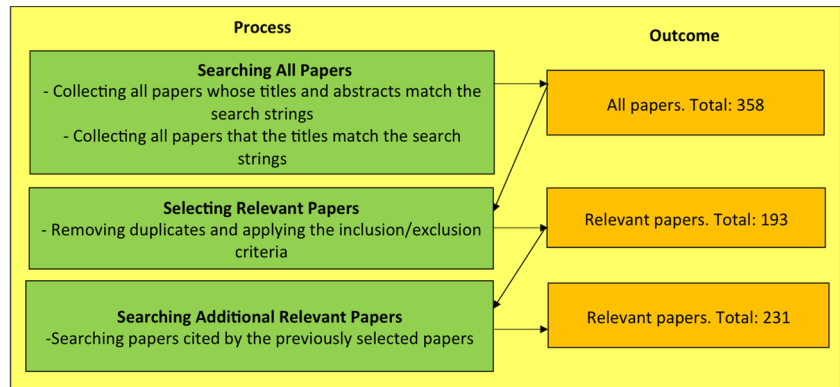 Process
Outcome
Searching All Papers
- Collecting all papers whose titles and abstracts match the
search strings
- Collecting all papers that the titles match the search
strings
All papers. Total: 358
Selecting Relevant Papers
- Removing duplicates and applying the inclusion/exclusion
criteria
Relevant papers. Total: 193
Searching Additional Relevant Papers
-Searching papers cited by the previously selected papers
Relevant papers. Total: 231